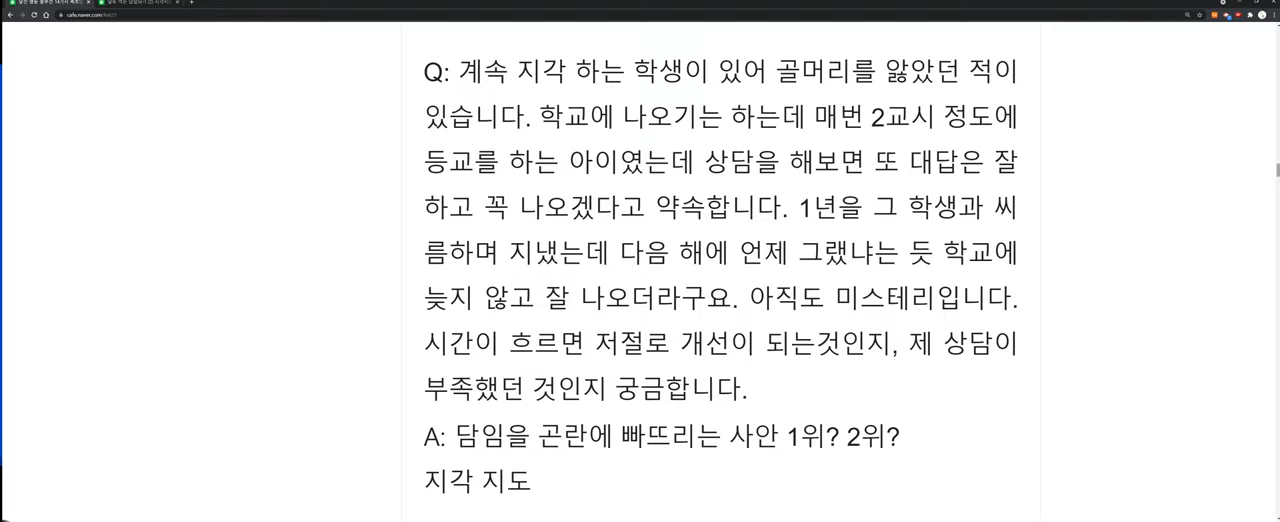 cafe.naver.com/
Q: 계속 지각 하는 학생이 있어 골머리를 앓았던 적이
있습니다. 학교에 나오기는 하는데 매번 2교시 정도에
등교를 하는 아이였는데 상담을 해보면 또 대답은 잘
하고 꼭 나오겠다고 약속합니다. 1년을 그 학생과 씨
름하며 지냈는데 다음 해에 언제 그랬냐는 듯 학교에
늦지 않고 잘 나오더라구요. 아직도 미스테리입니다.
시간이 흐르면 저절로 개선이 되는것인지, 제 상담이
부족했던 것인지 궁금합니다.
A: 담임을 곤란에 빠뜨리는 사안 1위? 2위?
지각 지도